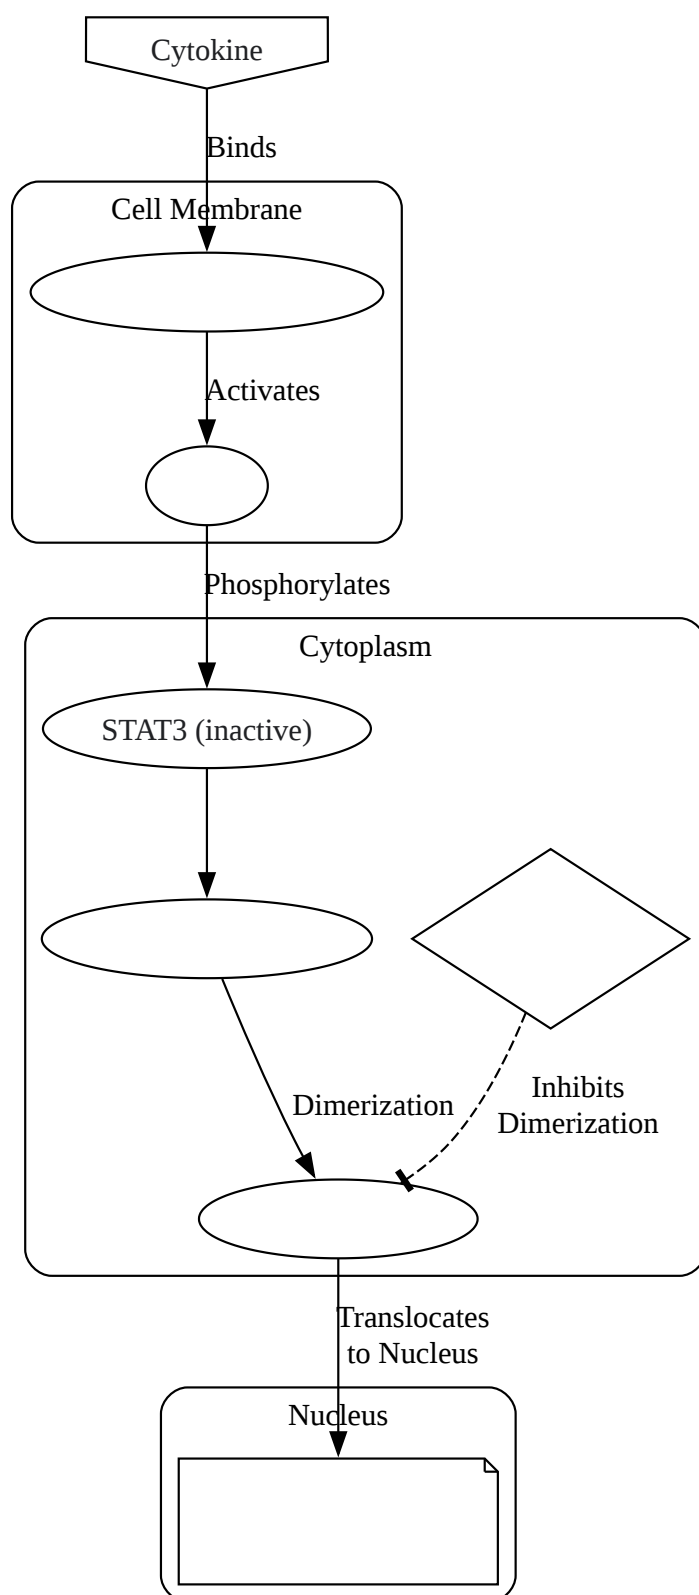 Cytokine
Binds
Cell Membrane
Activates
Phosphorylates
Cytoplasm
STAT3 (inactive)
Inhibits
Dimerization
Dimerization
Translocates
to Nucleus
Nucleus